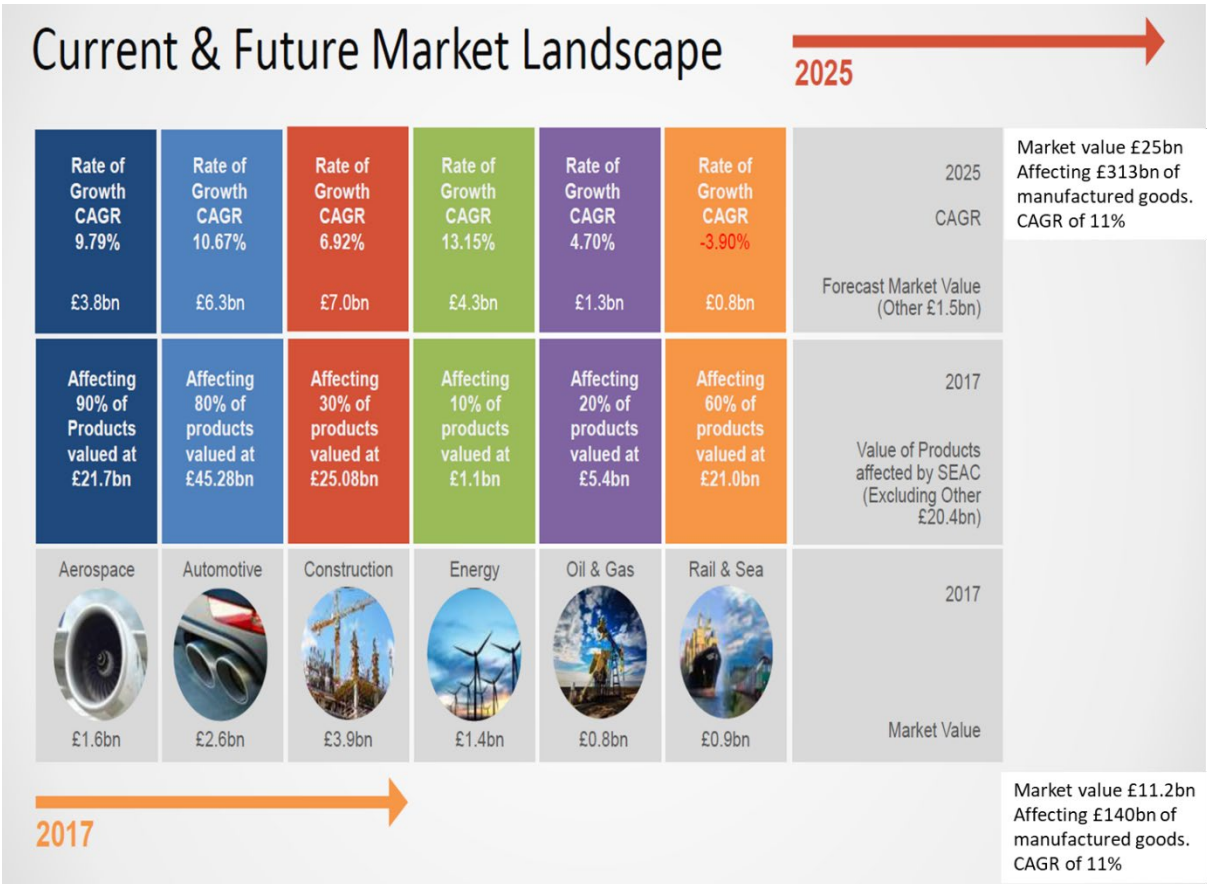 Current & Future Market Landscape
2025
Rate of
Growth
CAGR
9.79%
£3.8bn
Rate of
Growth
CAGR
10.67%
£6.3bn
Rate of
Growth
CAGR
6.92%
£7.0bn
Rate of
Growth
CAGR
13.15%
£4.3bn
Rate of
Growth
CAGR
4.70%
£1.3bn
Rate of
Growth
CAGR
-3.90%
£0.8bn
2025
CAGR
Forecast Market Value
(Other £1.5bn)
Market value £25bn
Affecting £313bn of
manufactured goods.
CAGR of 11%
Affecting
90% of
Products
valued at
£21.7bn
Affecting
80% of
products
valued at
£45.28bn
Affecting
30% of
products
valued at
£25.08bn
Affecting
10% of
products
valued at
£1.1bn
Affecting
20% of
products
valued at
£5.4bn
Affecting
60% of
products
valued at
£21.0bn
2017
Value of Products
affected by SEAC
(Excluding Other
£20.4bn)
Aerospace
£1.6bn
Automotive
£2.6bn
Construction
£3.9bn
Energy
£1.4bn
Oil & Gas
£0.8bn
Rail & Sea
£0.9bn
2017
Market Value
2017
Market value £11.2bn
Affecting £140bn of
manufactured goods.
CAGR of 11%